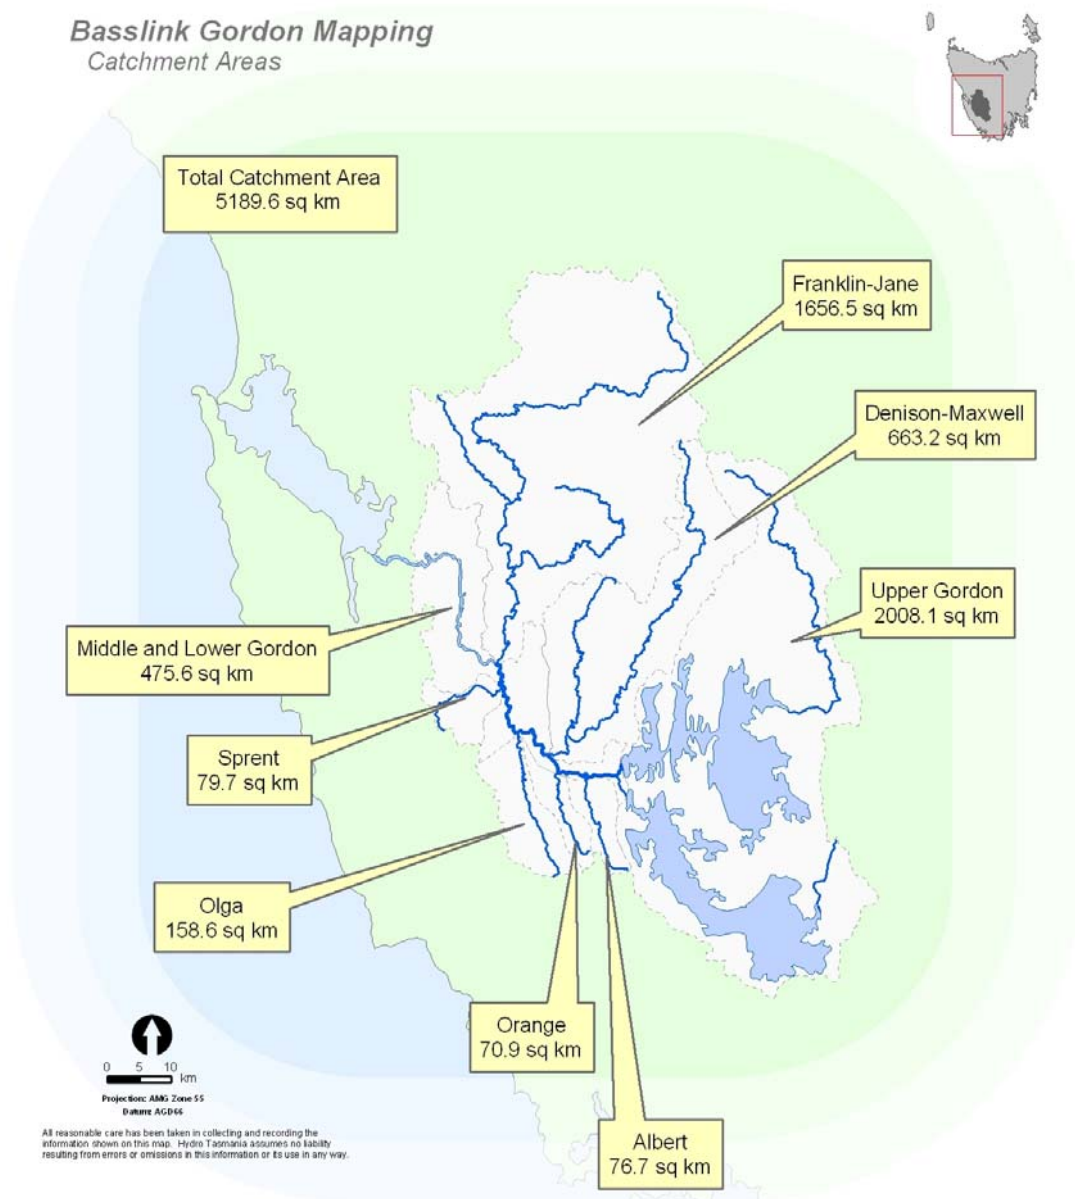 Basslink Gordon Mapping
Catchment Areas
Total Catchment Area
5189.6 sq km
Franklin-Jane
1656.5 sq km
Denison-Maxwell
663.2 sq km
Upper Gordon
2008.1 sq km
Middle and Lower Gordon
475.6 sq km
Sprent
79.7 sq km
Olga
158.6 sq km
Orange
70.9 sq km
Albert
76.7 sq km
0 5 10
km
Projection: AMG Zone 55
Datum: AGD66
All reasonable care has been taken in collecting and recording the
information shown on this map. Hydro Tasmania assumes no liability
resulting from errors or omissions in this information or its use in any way.